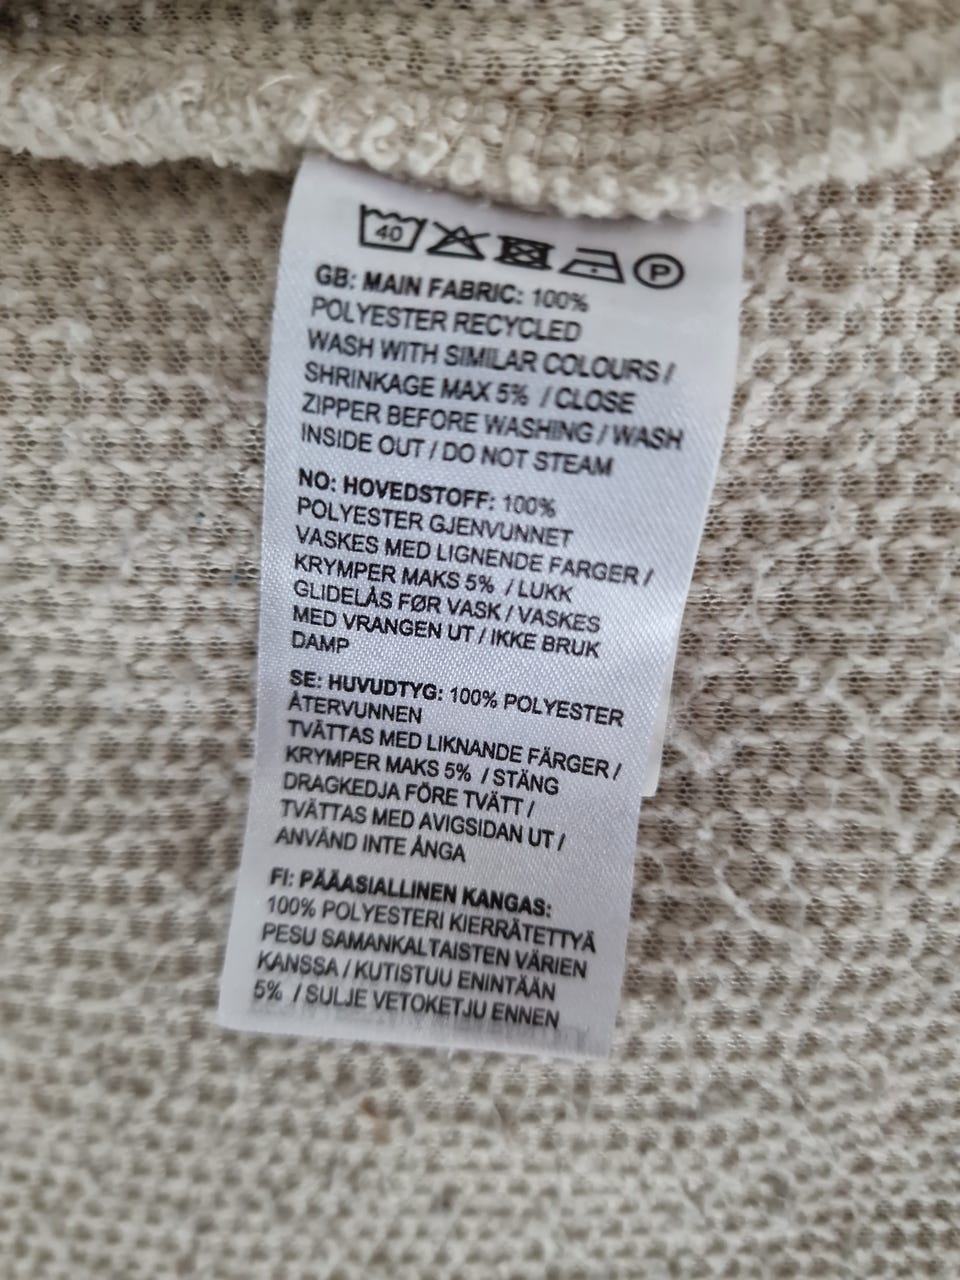 40 P
GB: MAIN FABRIC: 100%
POLYESTER RECYCLED
WASH WITH SIMILAR COLOURS /
SHRINKAGE MAX 5% / CLOSE
ZIPPER BEFORE WASHING / WASH
INSIDE OUT / DO NOT STEAM
NO: HOVEDSTOFF: 100%
POLYESTER GJENVUNNET
VASKES MED LIGNENDE FARGER /
KRYMPER MAKS 5% / LUKK
GLIDELÅS FØR VASK / VASKES
MED VRANGEN UT / IKKE BRUK
DAMP
SE: HUVUDTYG: 100% POLYESTER
ÅTERVUNNEN
TVÄTTAS MED LIKNANDE FÄRGER /
KRYMPER MAKS 5% / STÄNG
DRAGKEDJA FÖRE TVÄTT /
TVÄTTAS MED AVIGSIDAN UT /
ANVÄND INTE ÅNGA
FI: PÄÄASIALLINEN KANGAS:
100% POLYESTERI KIERRÄTETTYÄ
PESU SAMANKALTAISTEN VÄRIEN
KANSSA / KUTISTUU ENINTÄÄN
5% / SULJE VETOKETJU ENNEN